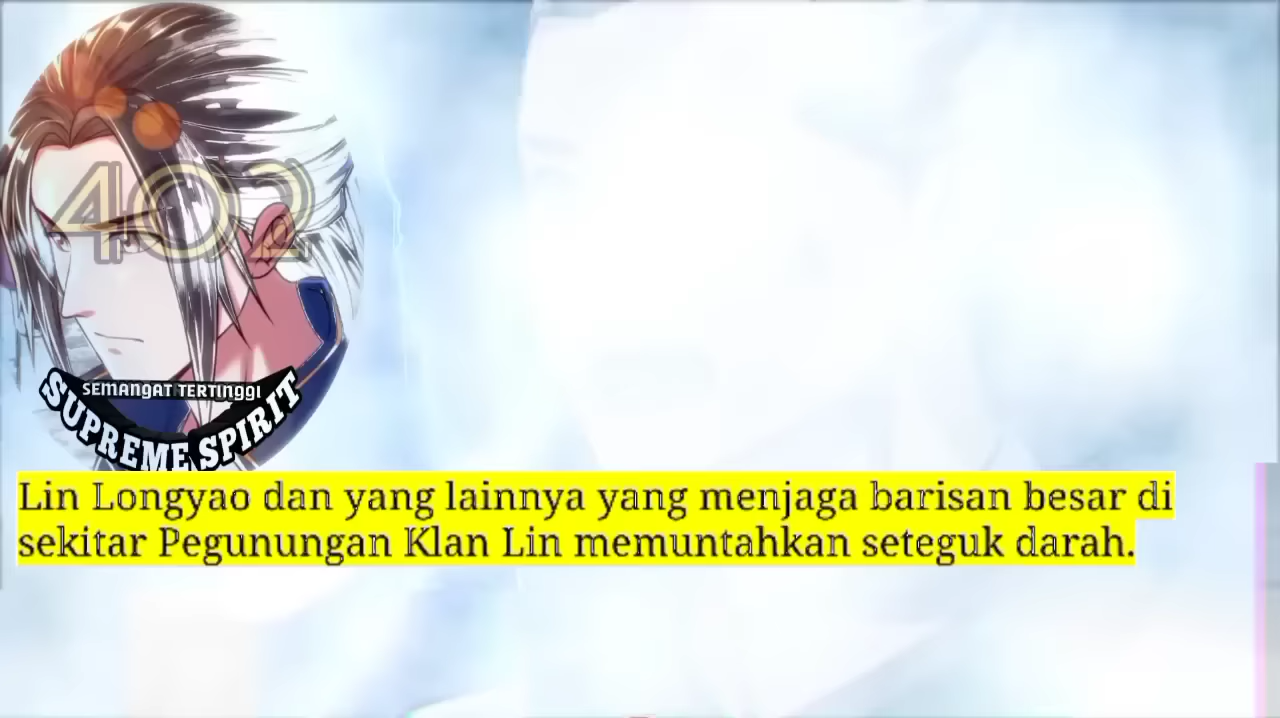 402
SEMANGAT TERTINGGI
SUPREME SPIRIT
Lin Longyao dan yang lainnya yang menjaga barisan besar di
sekitar Pegunungan Klan Lin memuntahkan seteguk darah.